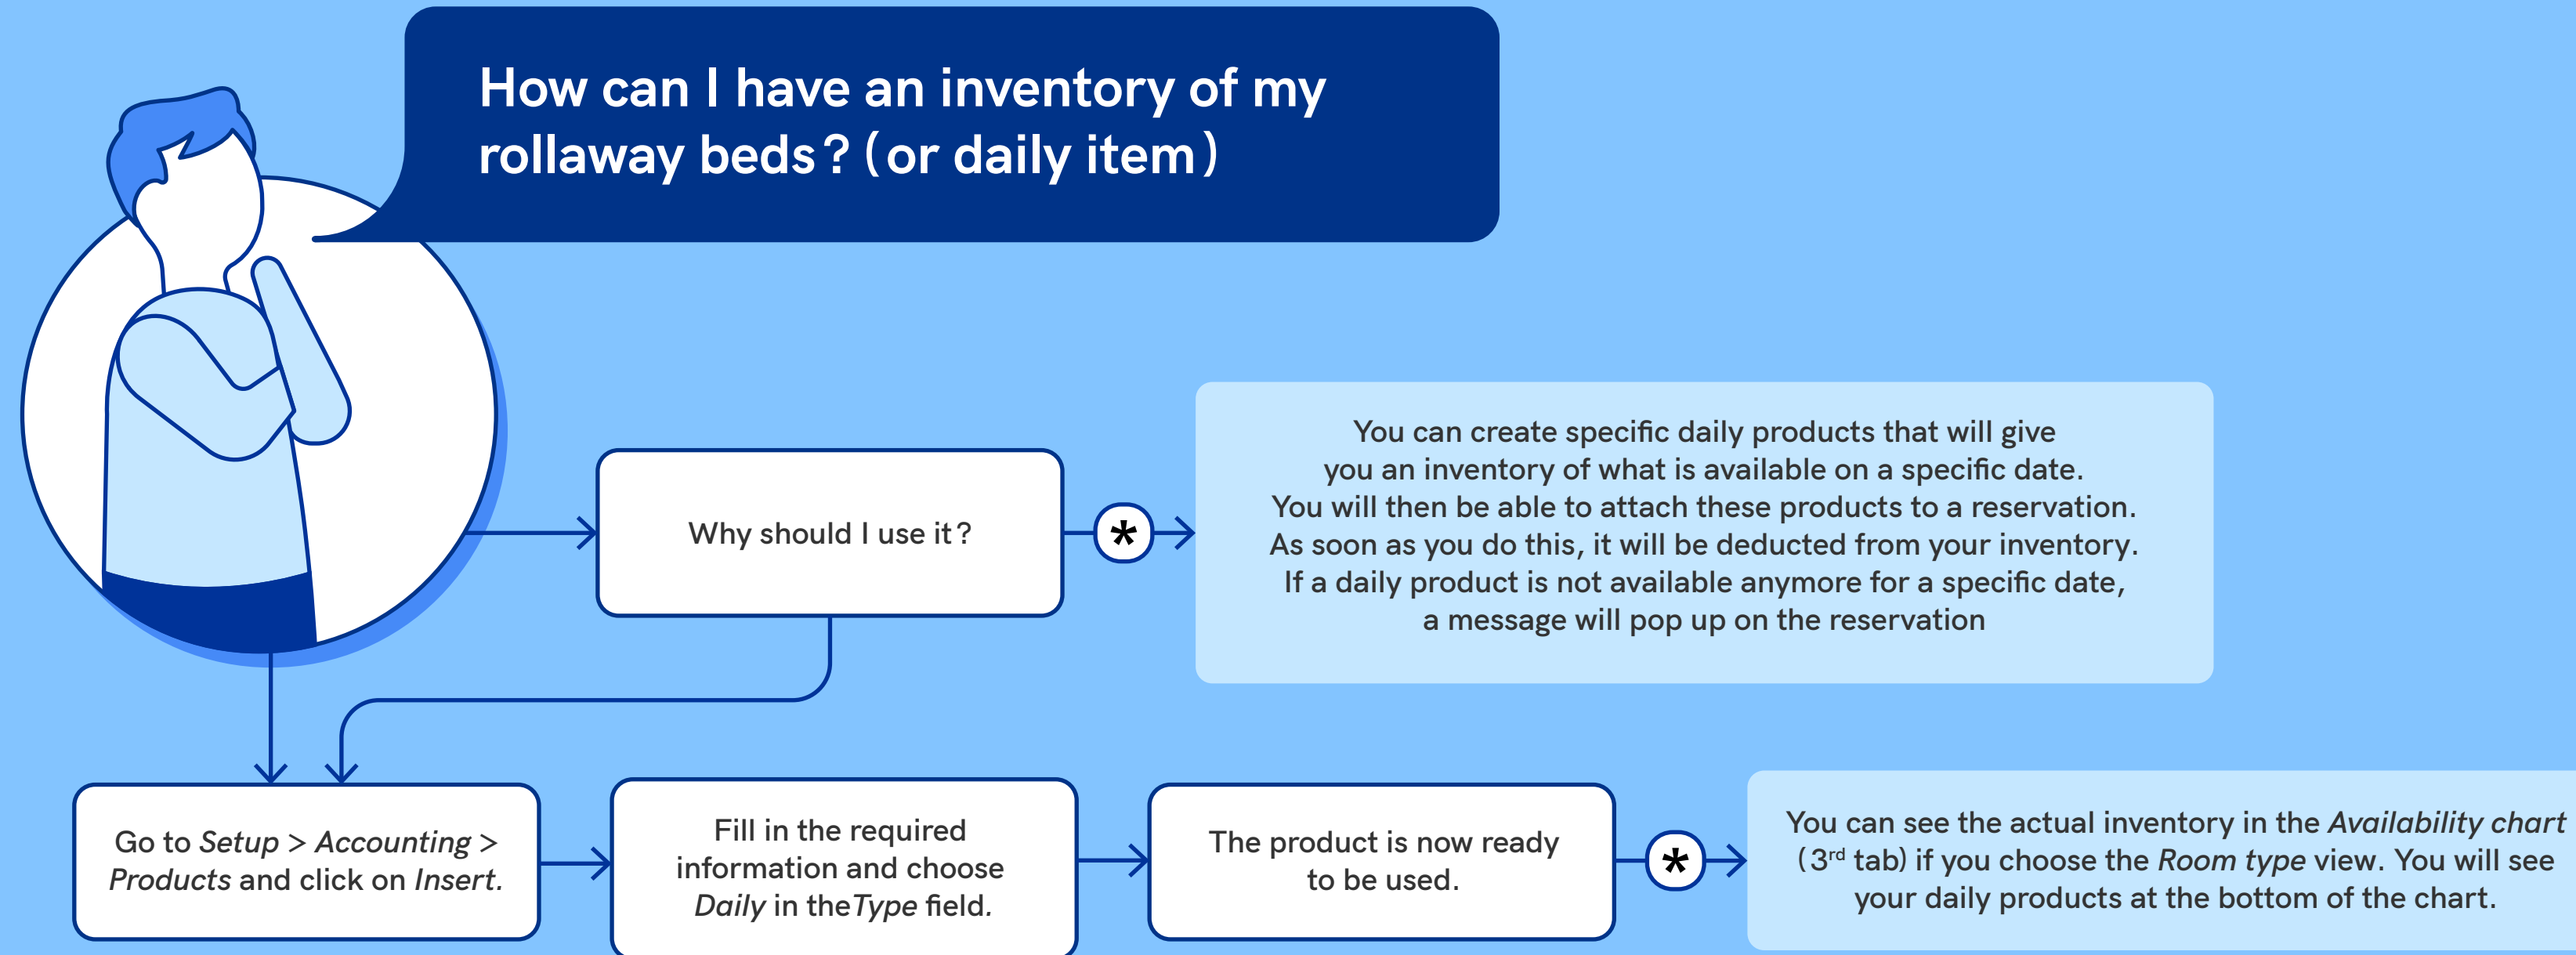 How can I have an inventory of my
rollaway beds? (or daily item)
Why should I use it?
*
You can create specific daily products that will give
you an inventory of what is available on a specific date.
You will then be able to attach these products to a reservation.
As soon as you do this, it will be deducted from your inventory.
If a daily product is not available anymore for a specific date,
a message will pop up on the reservation
Go to Setup > Accounting >
Products and click on Insert.
Fill in the required
information and choose
Daily in theType field.
The product is now ready
to be used.
*
You can see the actual inventory in the Availability chart
(3rd tab) if you choose the Room type view. You will see
your daily products at the bottom of the chart.